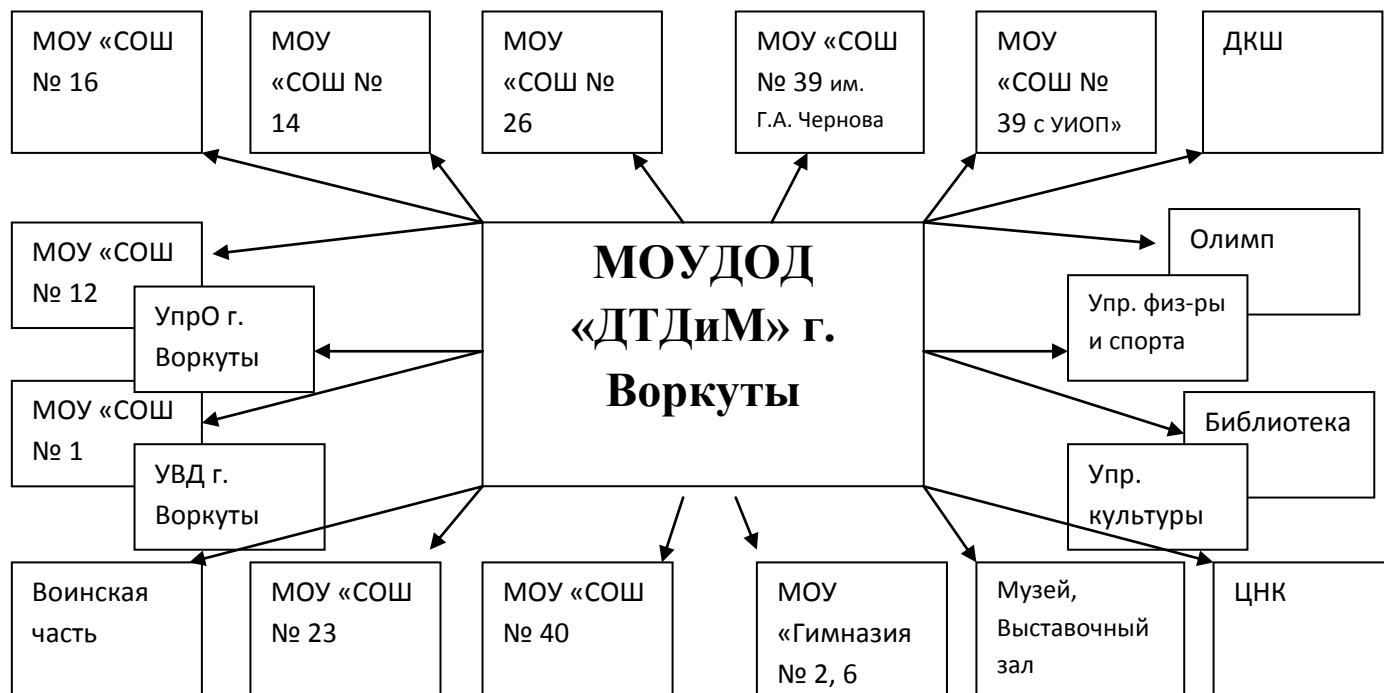 МОУ «СОШ
№ 16
МОУ
«СОШ №
14
МОУ
«СОШ №
26
МОУ «СОШ
№ 39 им.
Г.А. Чернова
МОУ
«СОШ №
39 с УИОП»
ДКШ
МОУ «СОШ
№ 12
УпрО г.
Воркуты
МОУ «СОШ
№ 1
УВД г.
Воркуты
МОУДОД
«ДТДиМ» г.
Воркуты
Олимп
Упр. физ-ры
и спорта
Библиотека
Упр.
культуры
Воинская
часть
МОУ «СОШ
№ 23
МОУ «СОШ
№ 40
МОУ
«Гимназия
№ 2, 6
Музей,
Выставочный
зал
ЦНК